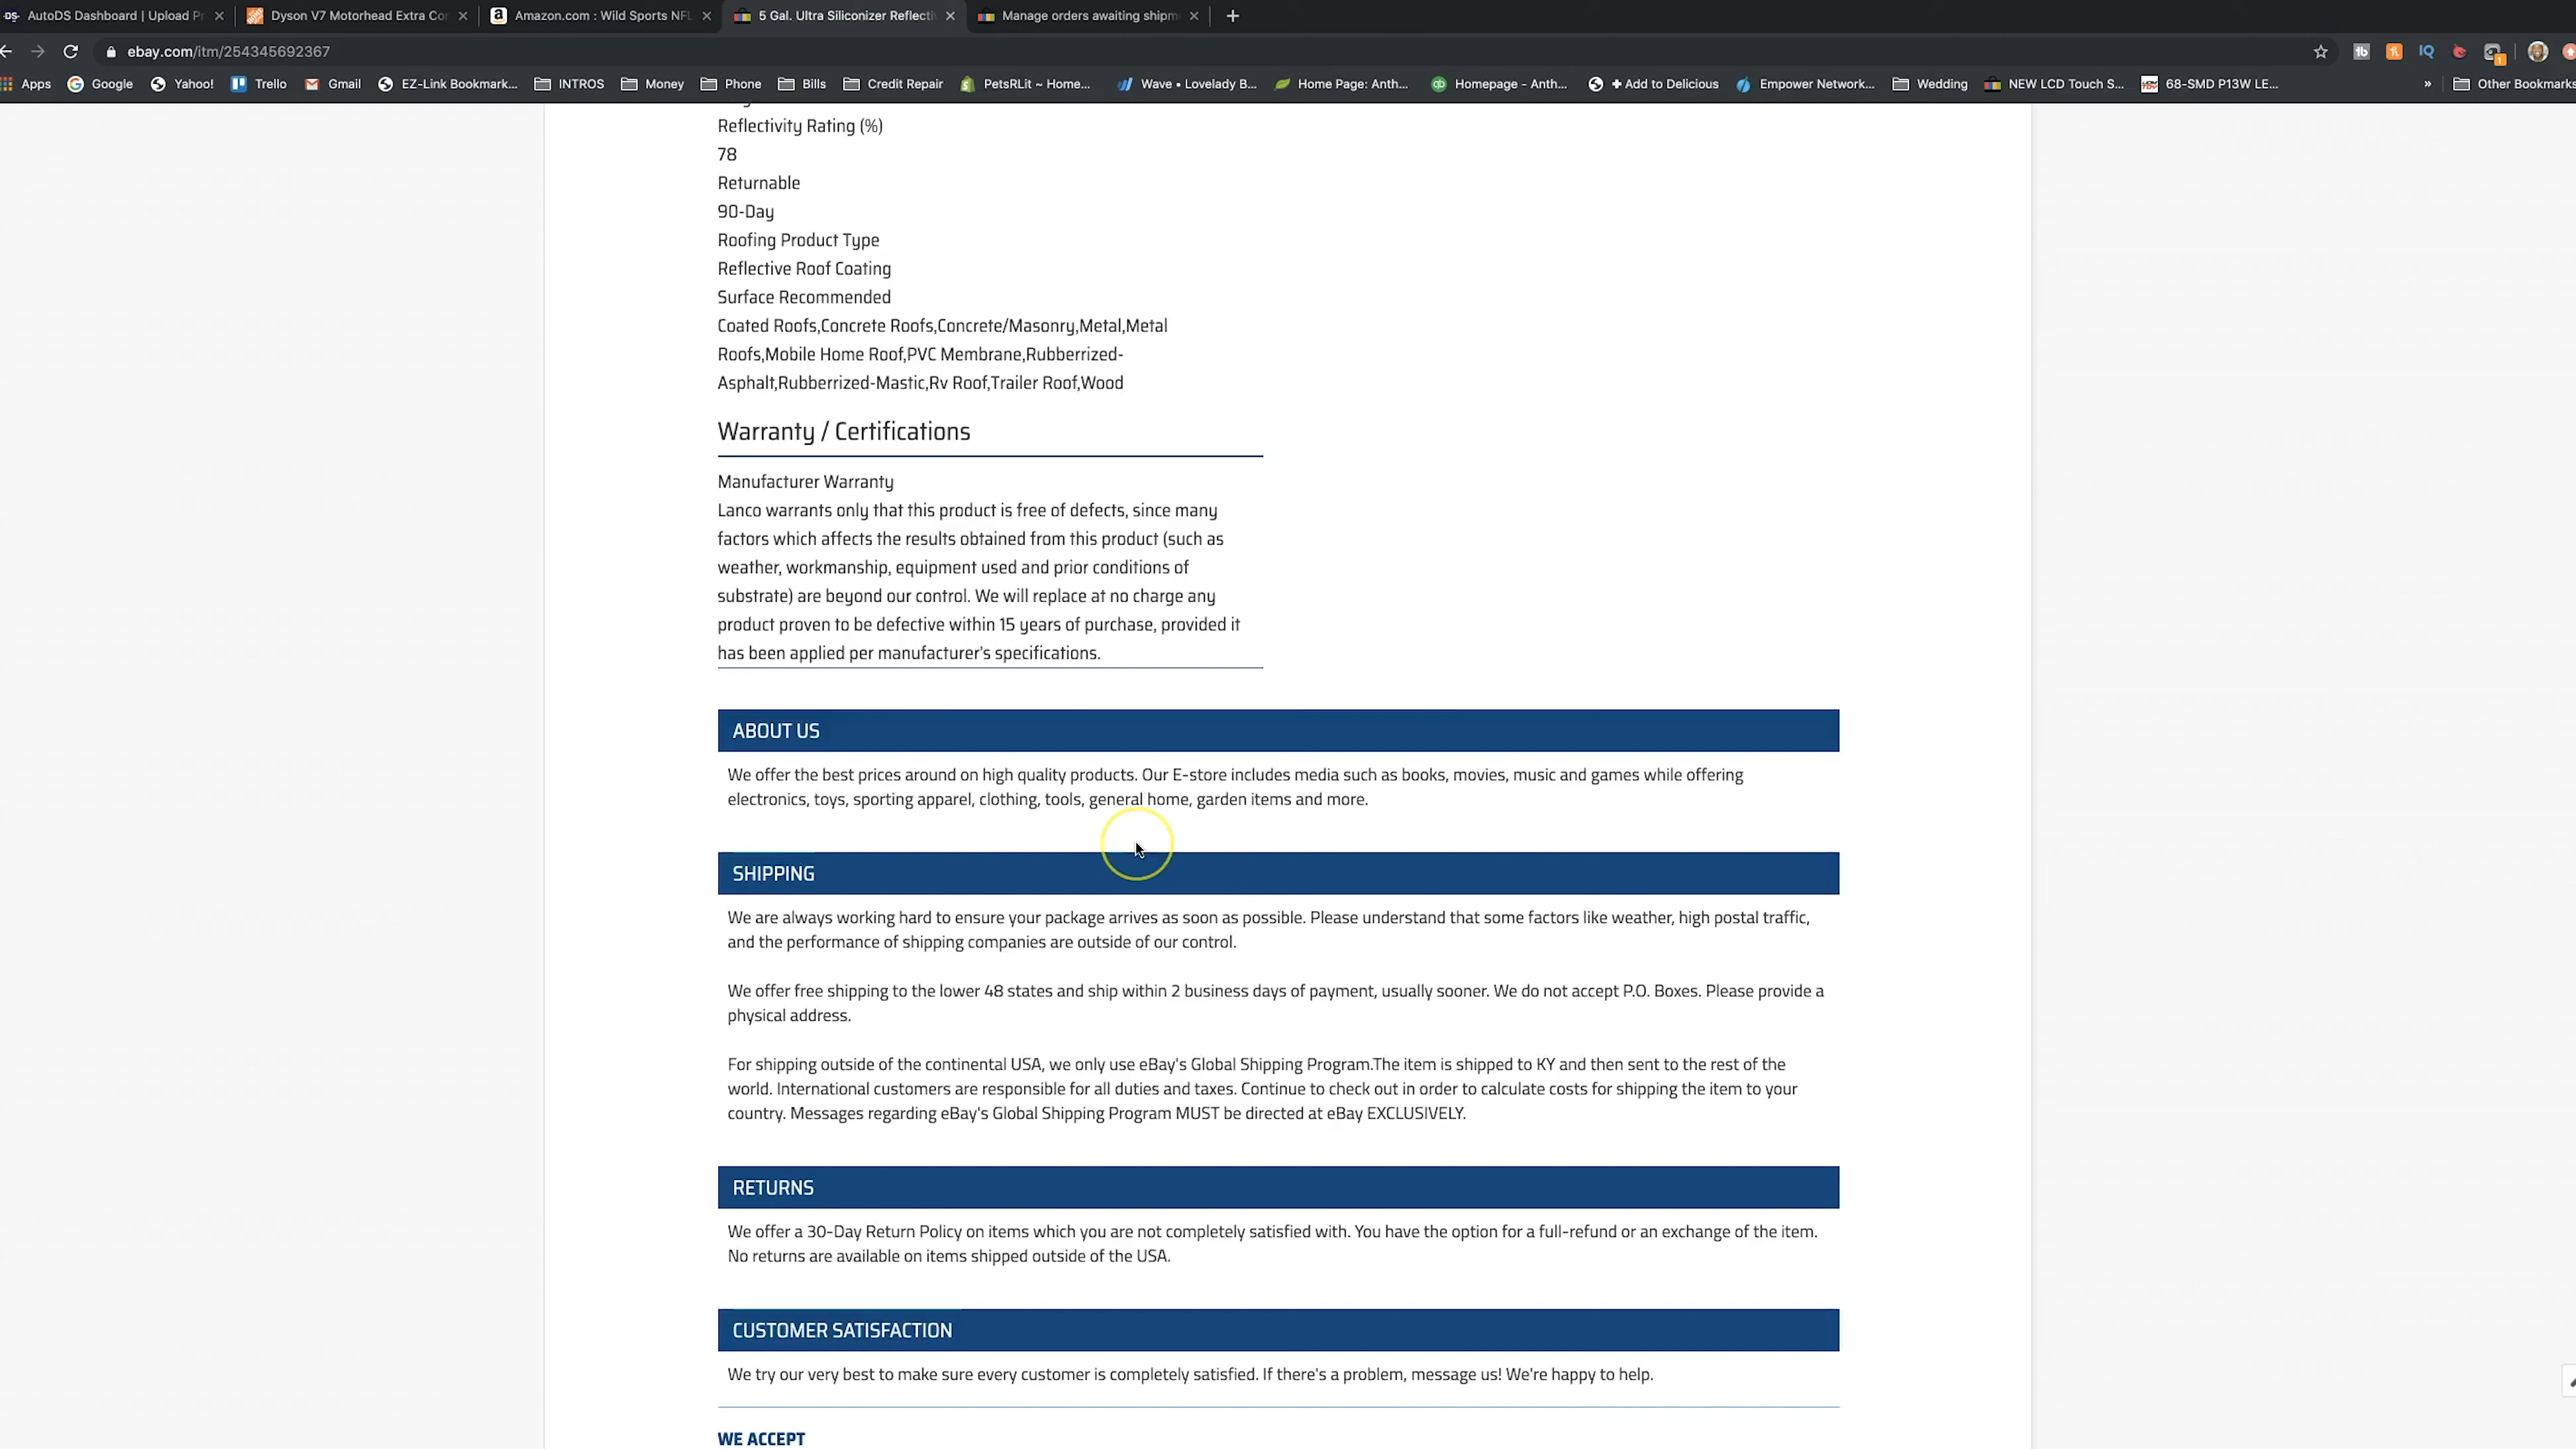 AutoDS Dashboard | Upload Pr
Dyson V7 Motorhead Extra Cor
Amazon.com : Wild Sports NFL
5 Gal. Ultra Siliconizer Reflecti
Manage orders awaiting shipm
ebay.com/itm/254345692367
Apps
Google
Yahoo!
Trello
Gmail
EZ-Link Bookmark...
INTROS
Money
Phone
Bills
Credit Repair
PetsRLit ~ Home...
Wave • Lovelady B...
Home Page: Anth...
Homepage - Anth...
+ Add to Delicious
Empower Network...
Wedding
NEW LCD Touch S...
68-SMD P13W LE...
»
Other Bookmarks
Reflectivity Rating (%)
78
Returnable
90-Day
Roofing Product Type
Reflective Roof Coating
Surface Recommended
Coated Roofs,Concrete Roofs,Concrete/Masonry,Metal,Metal
Roofs,Mobile Home Roof,PVC Membrane,Rubberrized-
Asphalt,Rubberrized-Mastic,Rv Roof,Trailer Roof,Wood
Warranty / Certifications
Manufacturer Warranty
Lanco warrants only that this product is free of defects, since many
factors which affects the results obtained from this product (such as
weather, workmanship, equipment used and prior conditions of
substrate) are beyond our control. We will replace at no charge any
product proven to be defective within 15 years of purchase, provided it
has been applied per manufacturer's specifications.
ABOUT US
We offer the best prices around on high quality products. Our E-store includes media such as books, movies, music and games while offering
electronics, toys, sporting apparel, clothing, tools, general home, garden items and more.
SHIPPING
We are always working hard to ensure your package arrives as soon as possible. Please understand that some factors like weather, high postal traffic,
and the performance of shipping companies are outside of our control.
We offer free shipping to the lower 48 states and ship within 2 business days of payment, usually sooner. We do not accept P.O. Boxes. Please provide a
physical address.
For shipping outside of the continental USA, we only use eBay's Global Shipping Program.The item is shipped to KY and then sent to the rest of the
world. International customers are responsible for all duties and taxes. Continue to check out in order to calculate costs for shipping the item to your
country. Messages regarding eBay's Global Shipping Program MUST be directed at eBay EXCLUSIVELY.
RETURNS
We offer a 30-Day Return Policy on items which you are not completely satisfied with. You have the option for a full-refund or an exchange of the item.
No returns are available on items shipped outside of the USA.
CUSTOMER SATISFACTION
We try our very best to make sure every customer is completely satisfied. If there's a problem, message us! We're happy to help.
WE ACCEPT